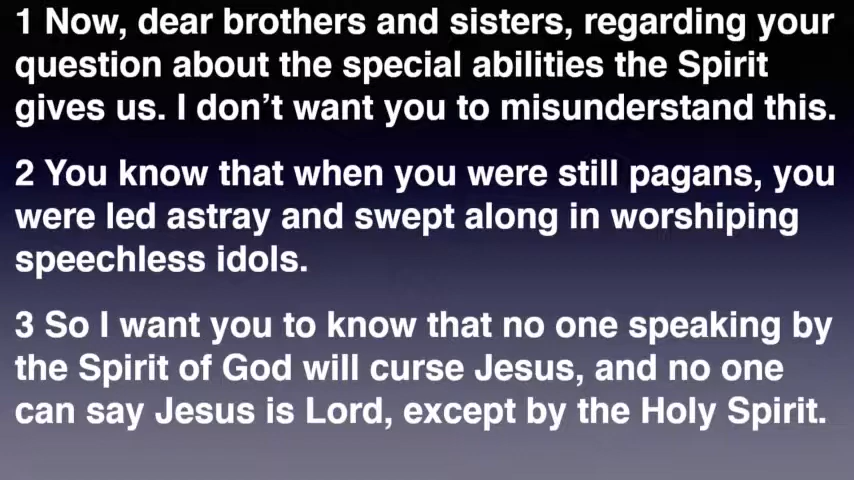 1 Now, dear brothers and sisters, regarding your
question about the special abilities the Spirit
gives us. I don’t want you to misunderstand this.
2 You know that when you were still pagans, you
were led astray and swept along in worshiping
speechless idols.
3 So I want you to know that no one speaking by
the Spirit of God will curse Jesus, and no one
can say Jesus is Lord, except by the Holy Spirit.